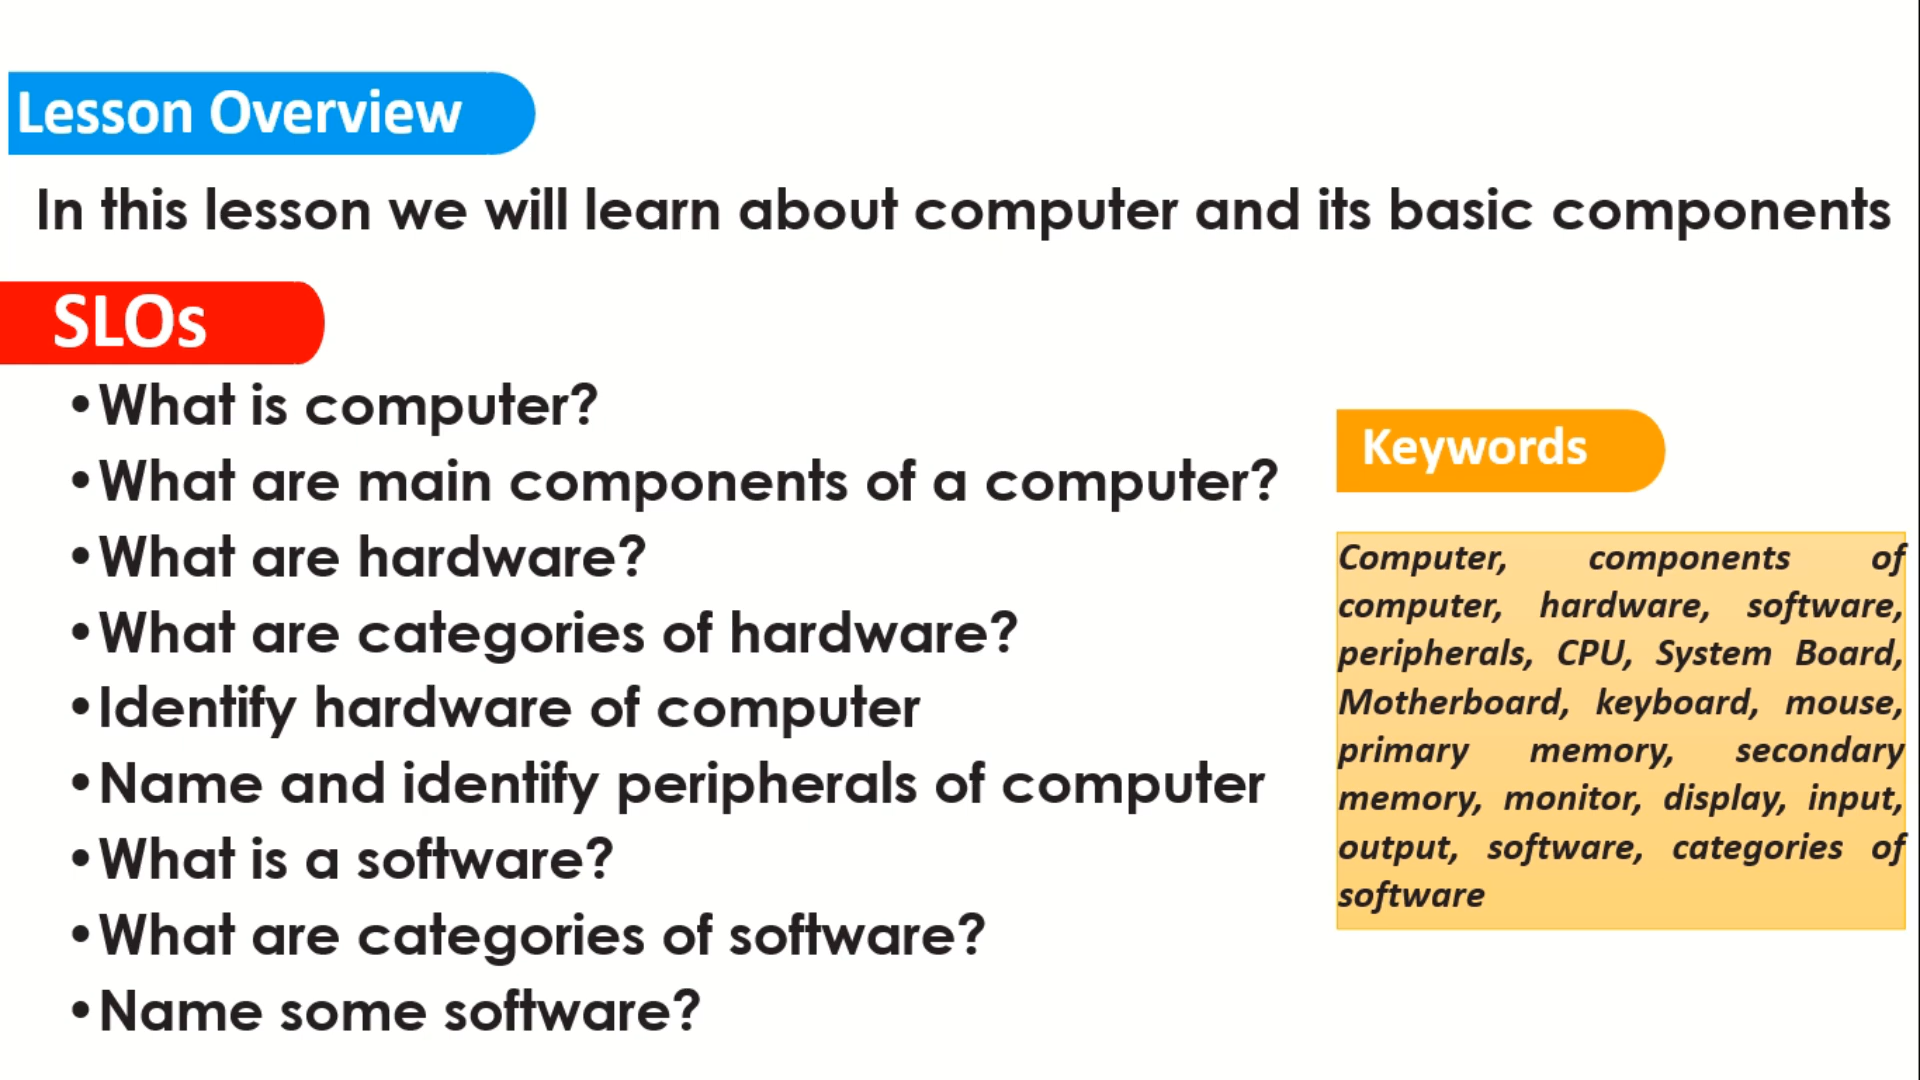 Lesson Overview
In this lesson we will learn about computer and its basic components
SLOs
•What is computer?
•What are main components of a computer?
•What are hardware?
•What are categories of hardware?
•Identify hardware of computer
•Name and identify peripherals of computer
•What is a software?
•What are categories of software?
•Name some software?
Keywords
Computer, components of
computer, hardware, software,
peripherals, CPU, System Board,
Motherboard, keyboard, mouse,
primary memory, secondary
memory, monitor, display, input,
output, software, categories of
software